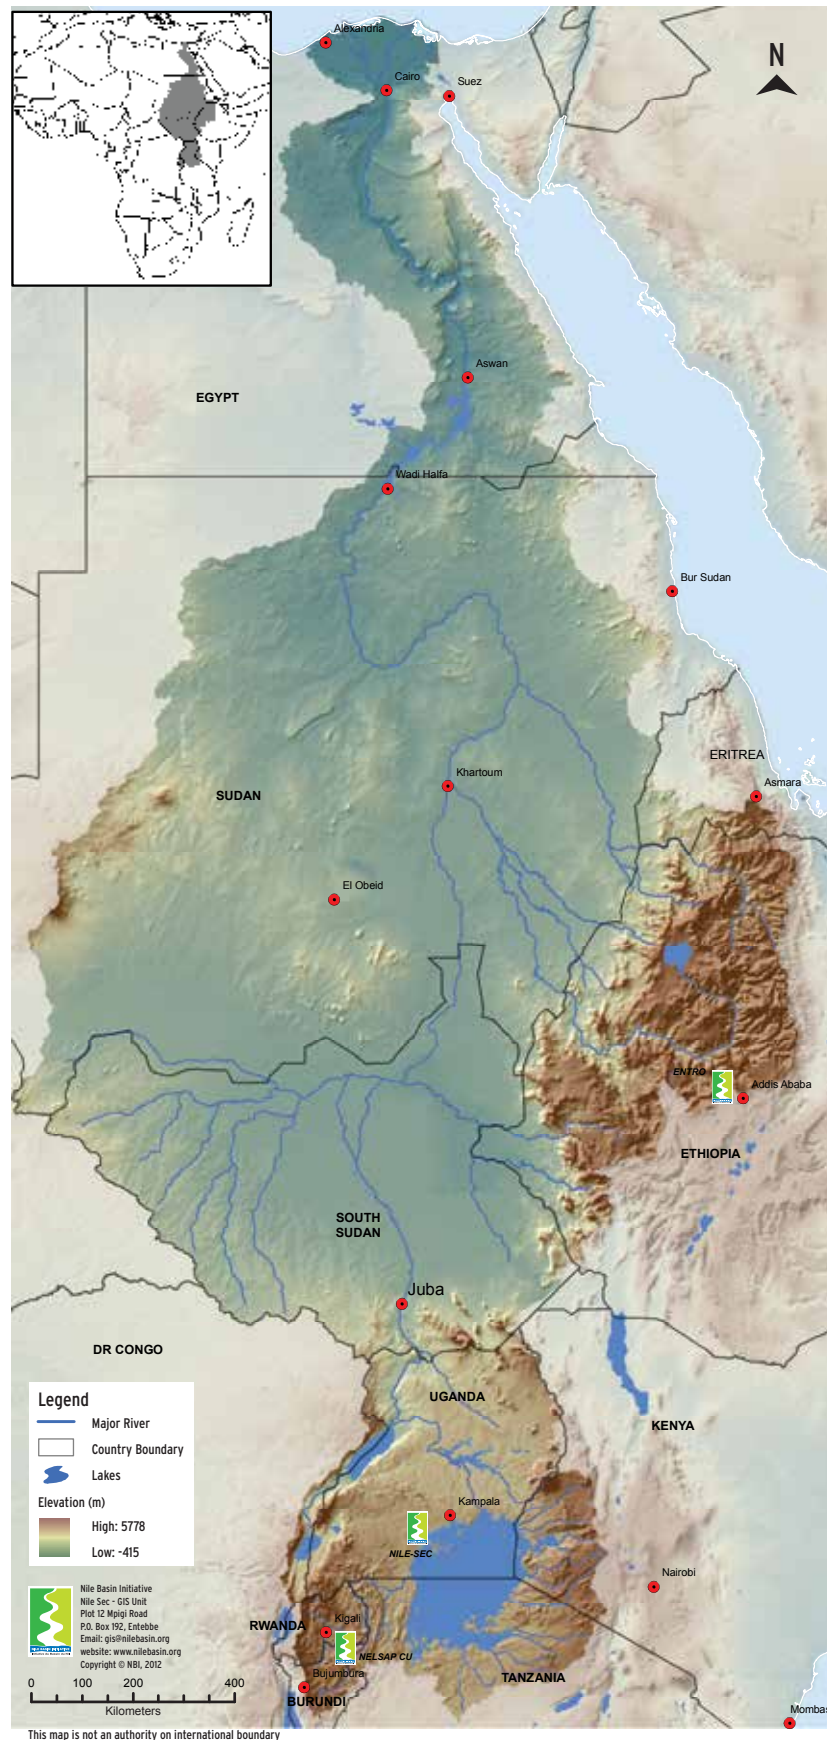 Alexandria
N
Cairo
Suez
Aswan
EGYPT
Wadi Halfa
Bur Sudan
ERITREA
Khartoum
Asmara
SUDAN
El Obeid
ENTRO
Addis Ababa
ETHIOPIA
SOUTH
SUDAN
Juba
DR CONGO
UGANDA
KENYA
Legend
Major River
Country Boundary
Lakes
Elevation (m)
High: 5778
Low: -415
Kampala
NILE-SEC
Nairobi
Nile Basin Initiative
Nile Sec - GIS Unit
Plot 12 Mpigi Road
P.O. Box 192, Entebbe
Email: gis@nilebasin.org
website: www.nilebasin.org
Copyright © NBI, 2012
RWANDA
Kigali
NELSAP CU
Bujumbura
BURUNDI
TANZANIA
0 100 200 400
Kilometers
Mombas
This map is not an authority on international boundary